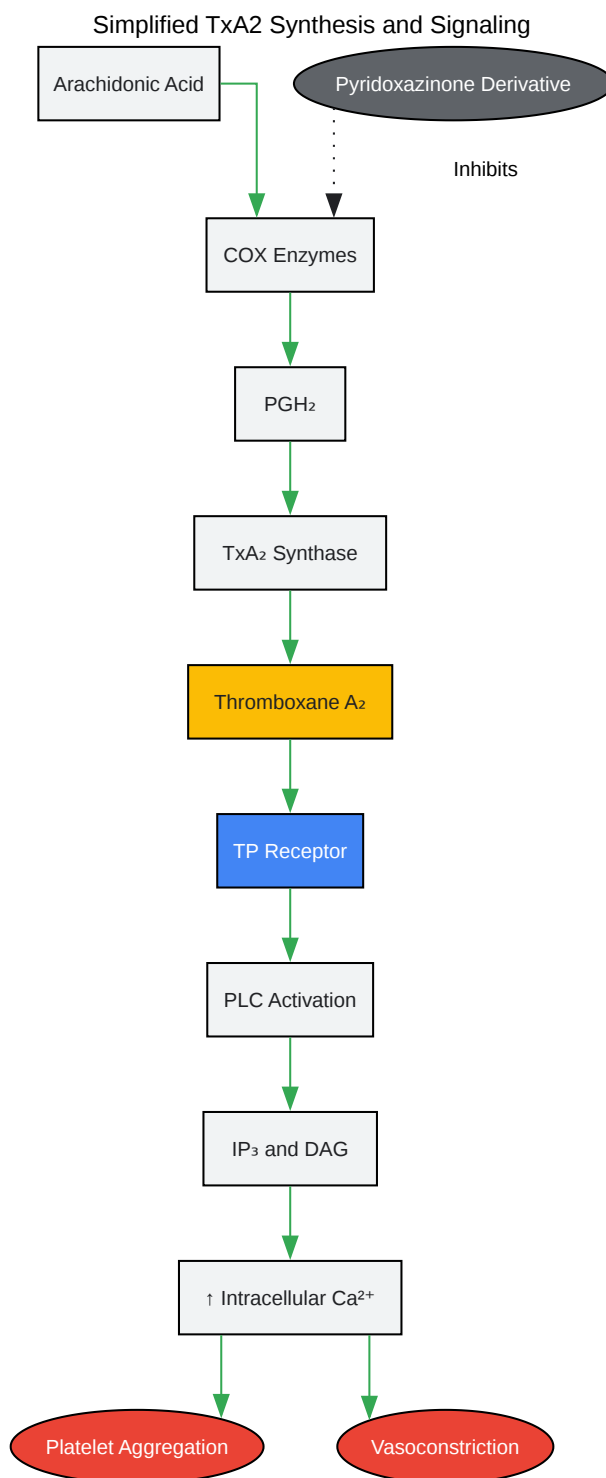 Simplified TxA2 Synthesis and Signaling
Arachidonic Acid
Pyridoxazinone Derivative
Inhibits
COX Enzymes
PGH₂
TxA₂ Synthase
Thromboxane A₂
TP Receptor
PLC Activation
IP₃ and DAG
↑ Intracellular Ca²⁺
Platelet Aggregation
Vasoconstriction